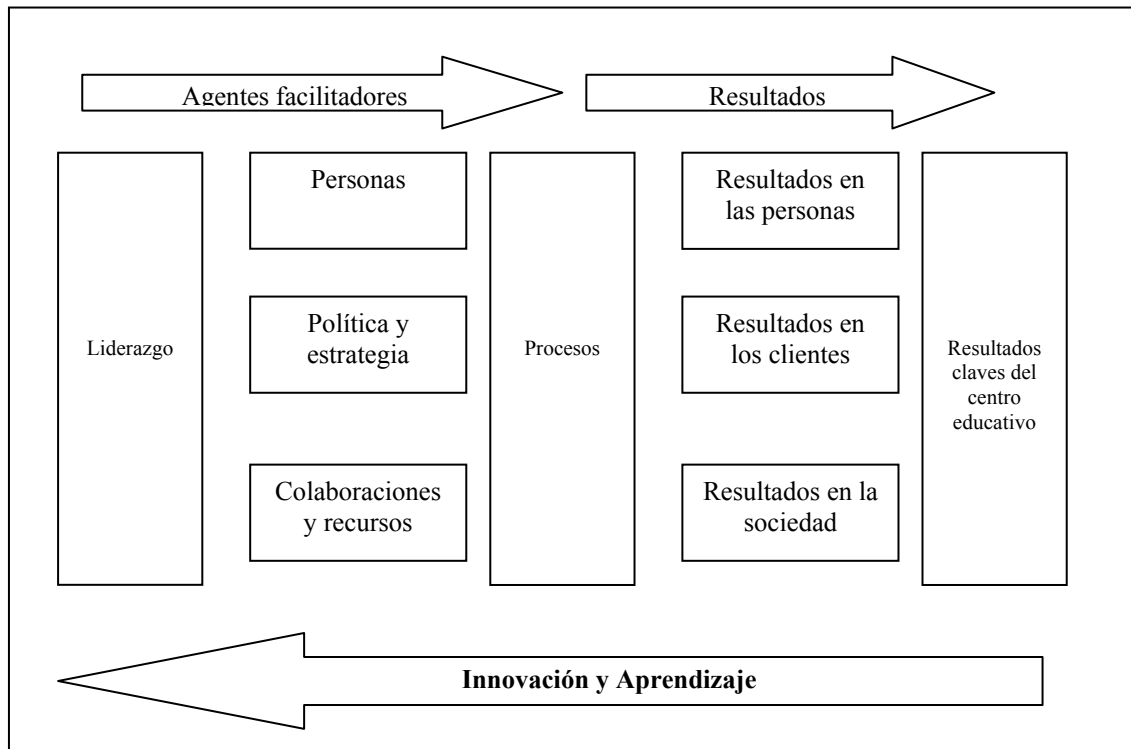 Agentes facilitadores
Resultados
Personas
Resultados en
las personas
Liderazgo
Política y
estrategia
Procesos
Resultados en
los clientes
Resultados
claves del
centro
educativo
Colaboraciones
y recursos
Resultados en la
sociedad
Innovación y Aprendizaje